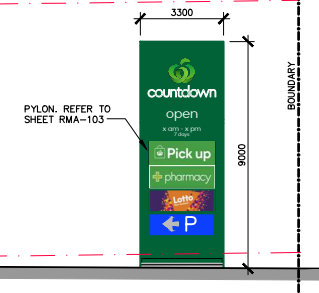 3300
countdown
open
x am - x pm
7 days
Pick up
pharmacy
Lotto
P
PYLON. REFER TO
SHEET RMA-103
9000
BOUNDARY